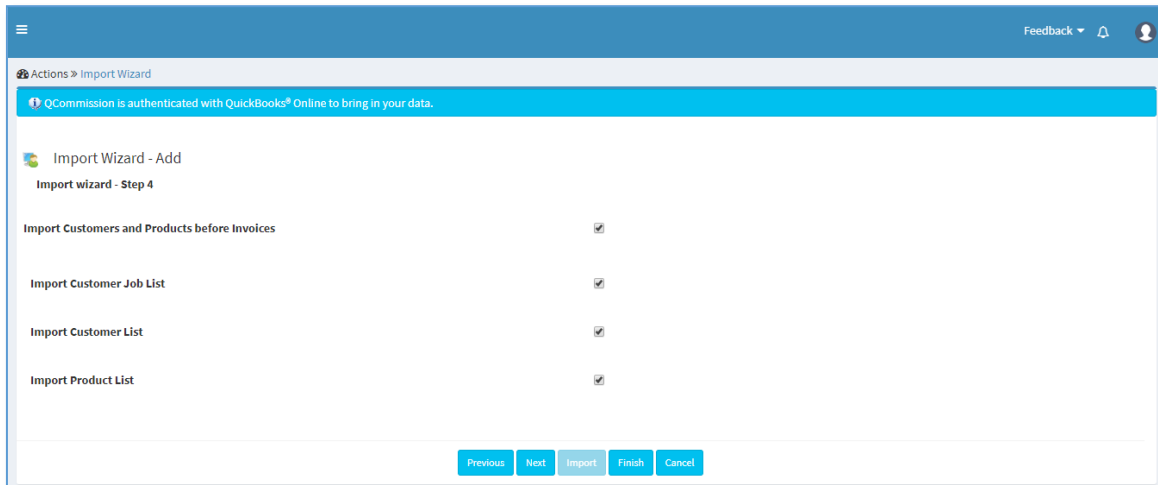 Feedback
Actions » Import Wizard
QCommission is authenticated with QuickBooks® Online to bring in your data.
Import Wizard - Add
Import wizard - Step 4
Import Customers and Products before Invoices
Import Customer Job List
Import Customer List
Import Product List
Previous Next Import Finish Cancel